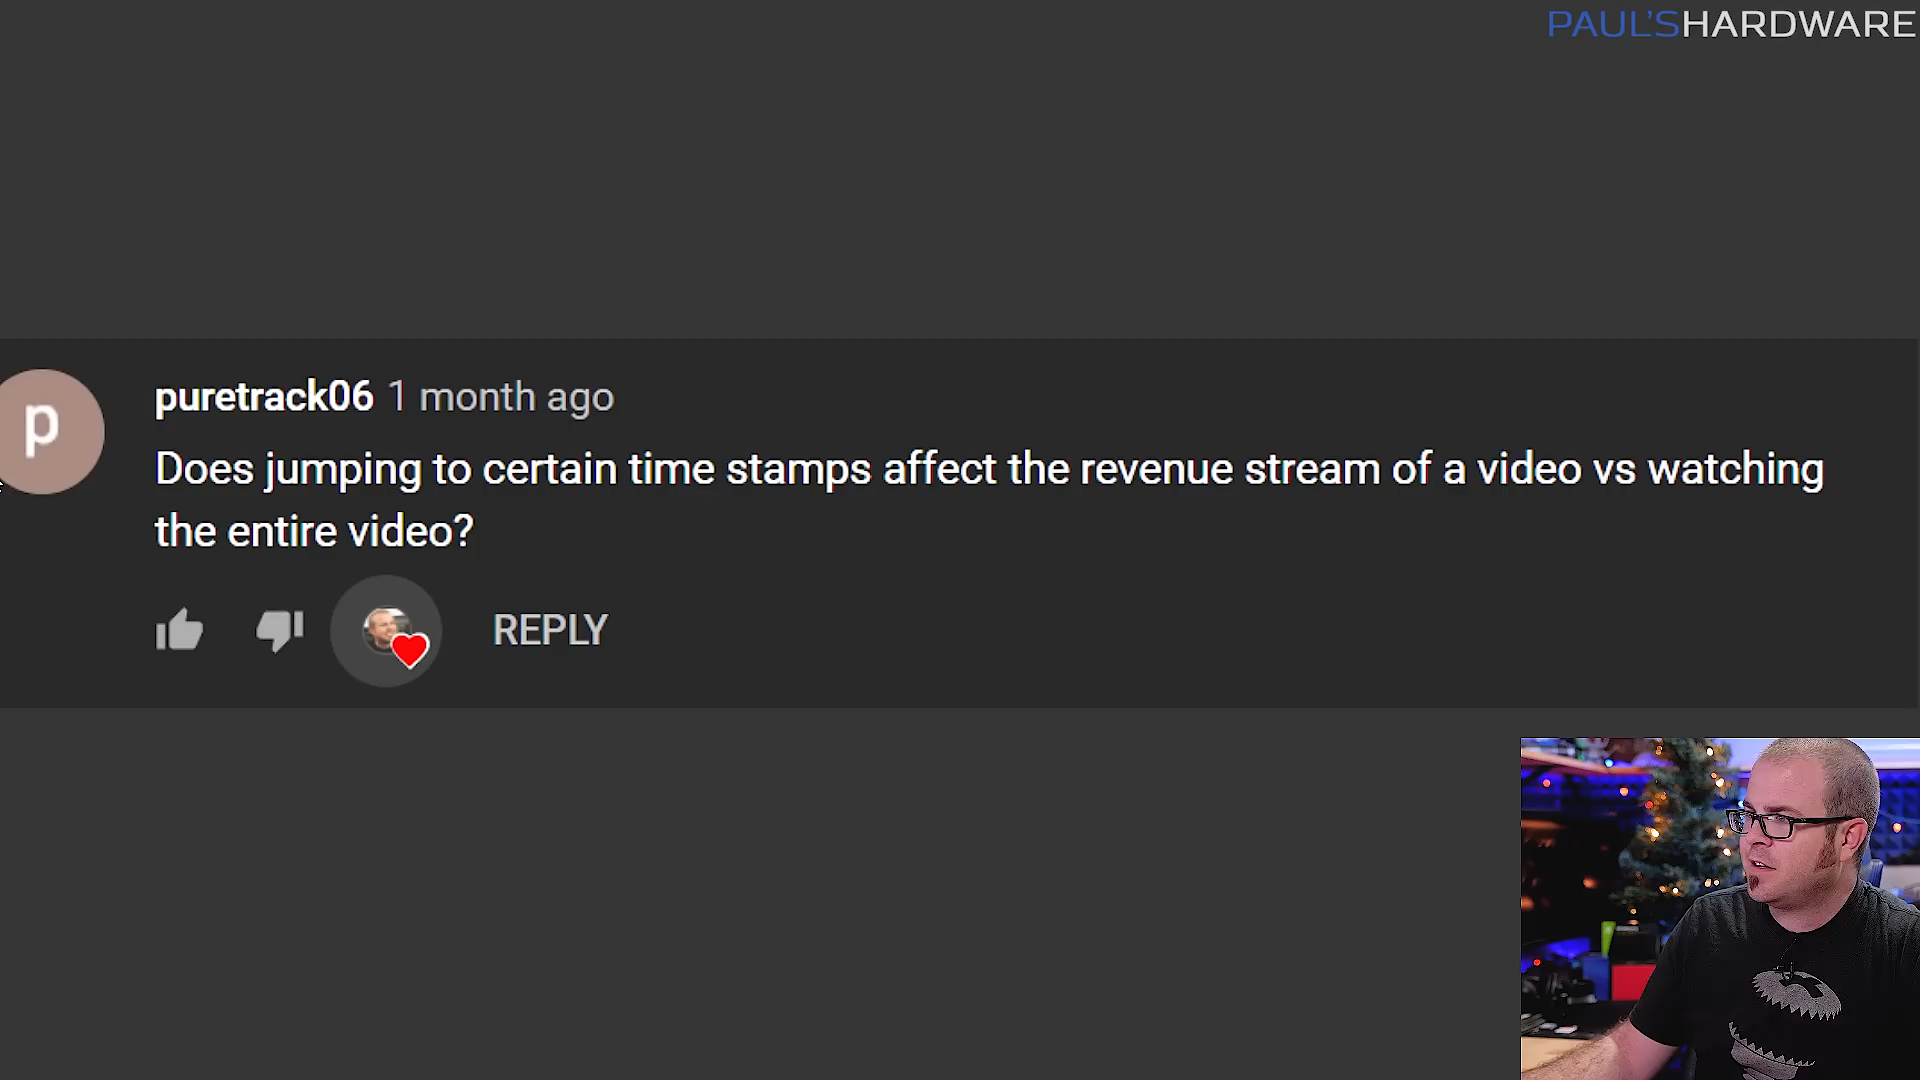 PAUL'SHARDWARE
p
puretrack06 1 month ago
Does jumping to certain time stamps affect the revenue stream of a video vs watching
the entire video?
REPLY